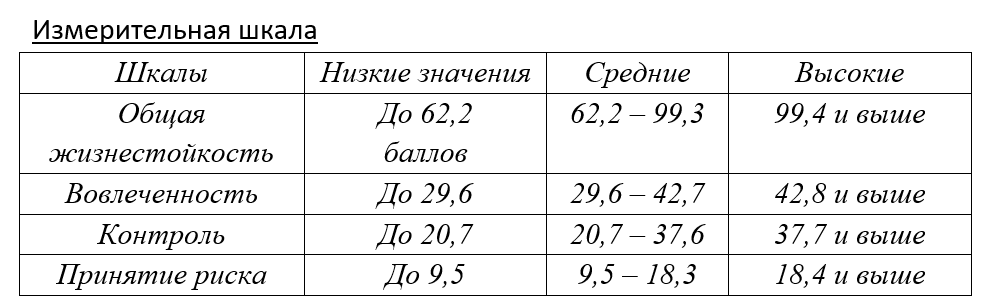 Измерительная шкала
Шкалы Низкие значения Средние Высокие
Общая жизнестойкость До 62,2 баллов 62,2 – 99,3 99,4 и выше
Вовлеченность До 29,6 29,6 – 42,7 42,8 и выше
Контроль До 20,7 20,7 – 37,6 37,7 и выше
Принятие риска До 9,5 9,5 – 18,3 18,4 и выше